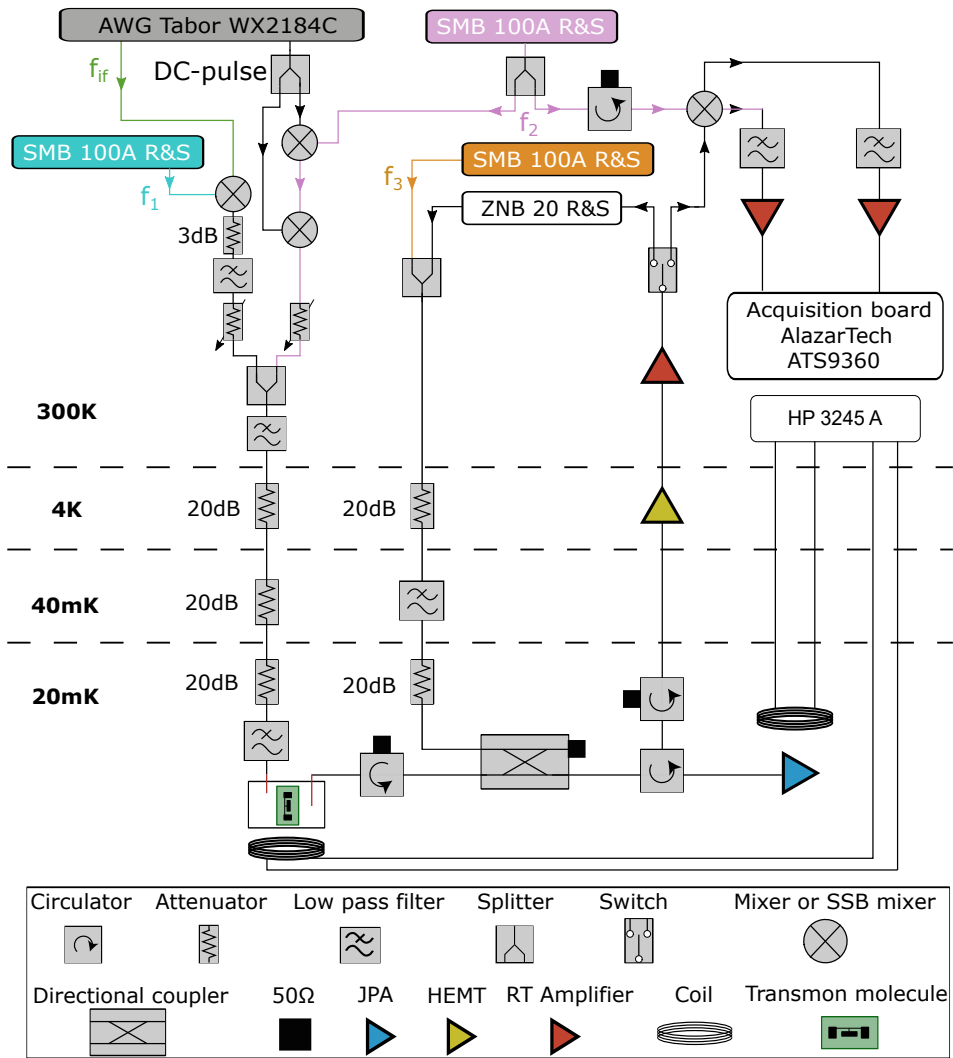 AWG Tabor WX2184C
SMB 100A R&S
f_if
DC-pulse
f_2
SMB 100A R&S
SMB 100A R&S
f_1
f_3
ZNB 20 R&S
3dB
Acquisition board
AlazarTech
ATS9360
300K
HP 3245 A
4K
20dB
20dB
40mK
20dB
20mK
20dB
20dB
Circulator
Attenuator
Low pass filter
Splitter
Switch
Mixer or SSB mixer
Directional coupler
50Ω
JPA
HEMT
RT Amplifier
Coil
Transmon molecule